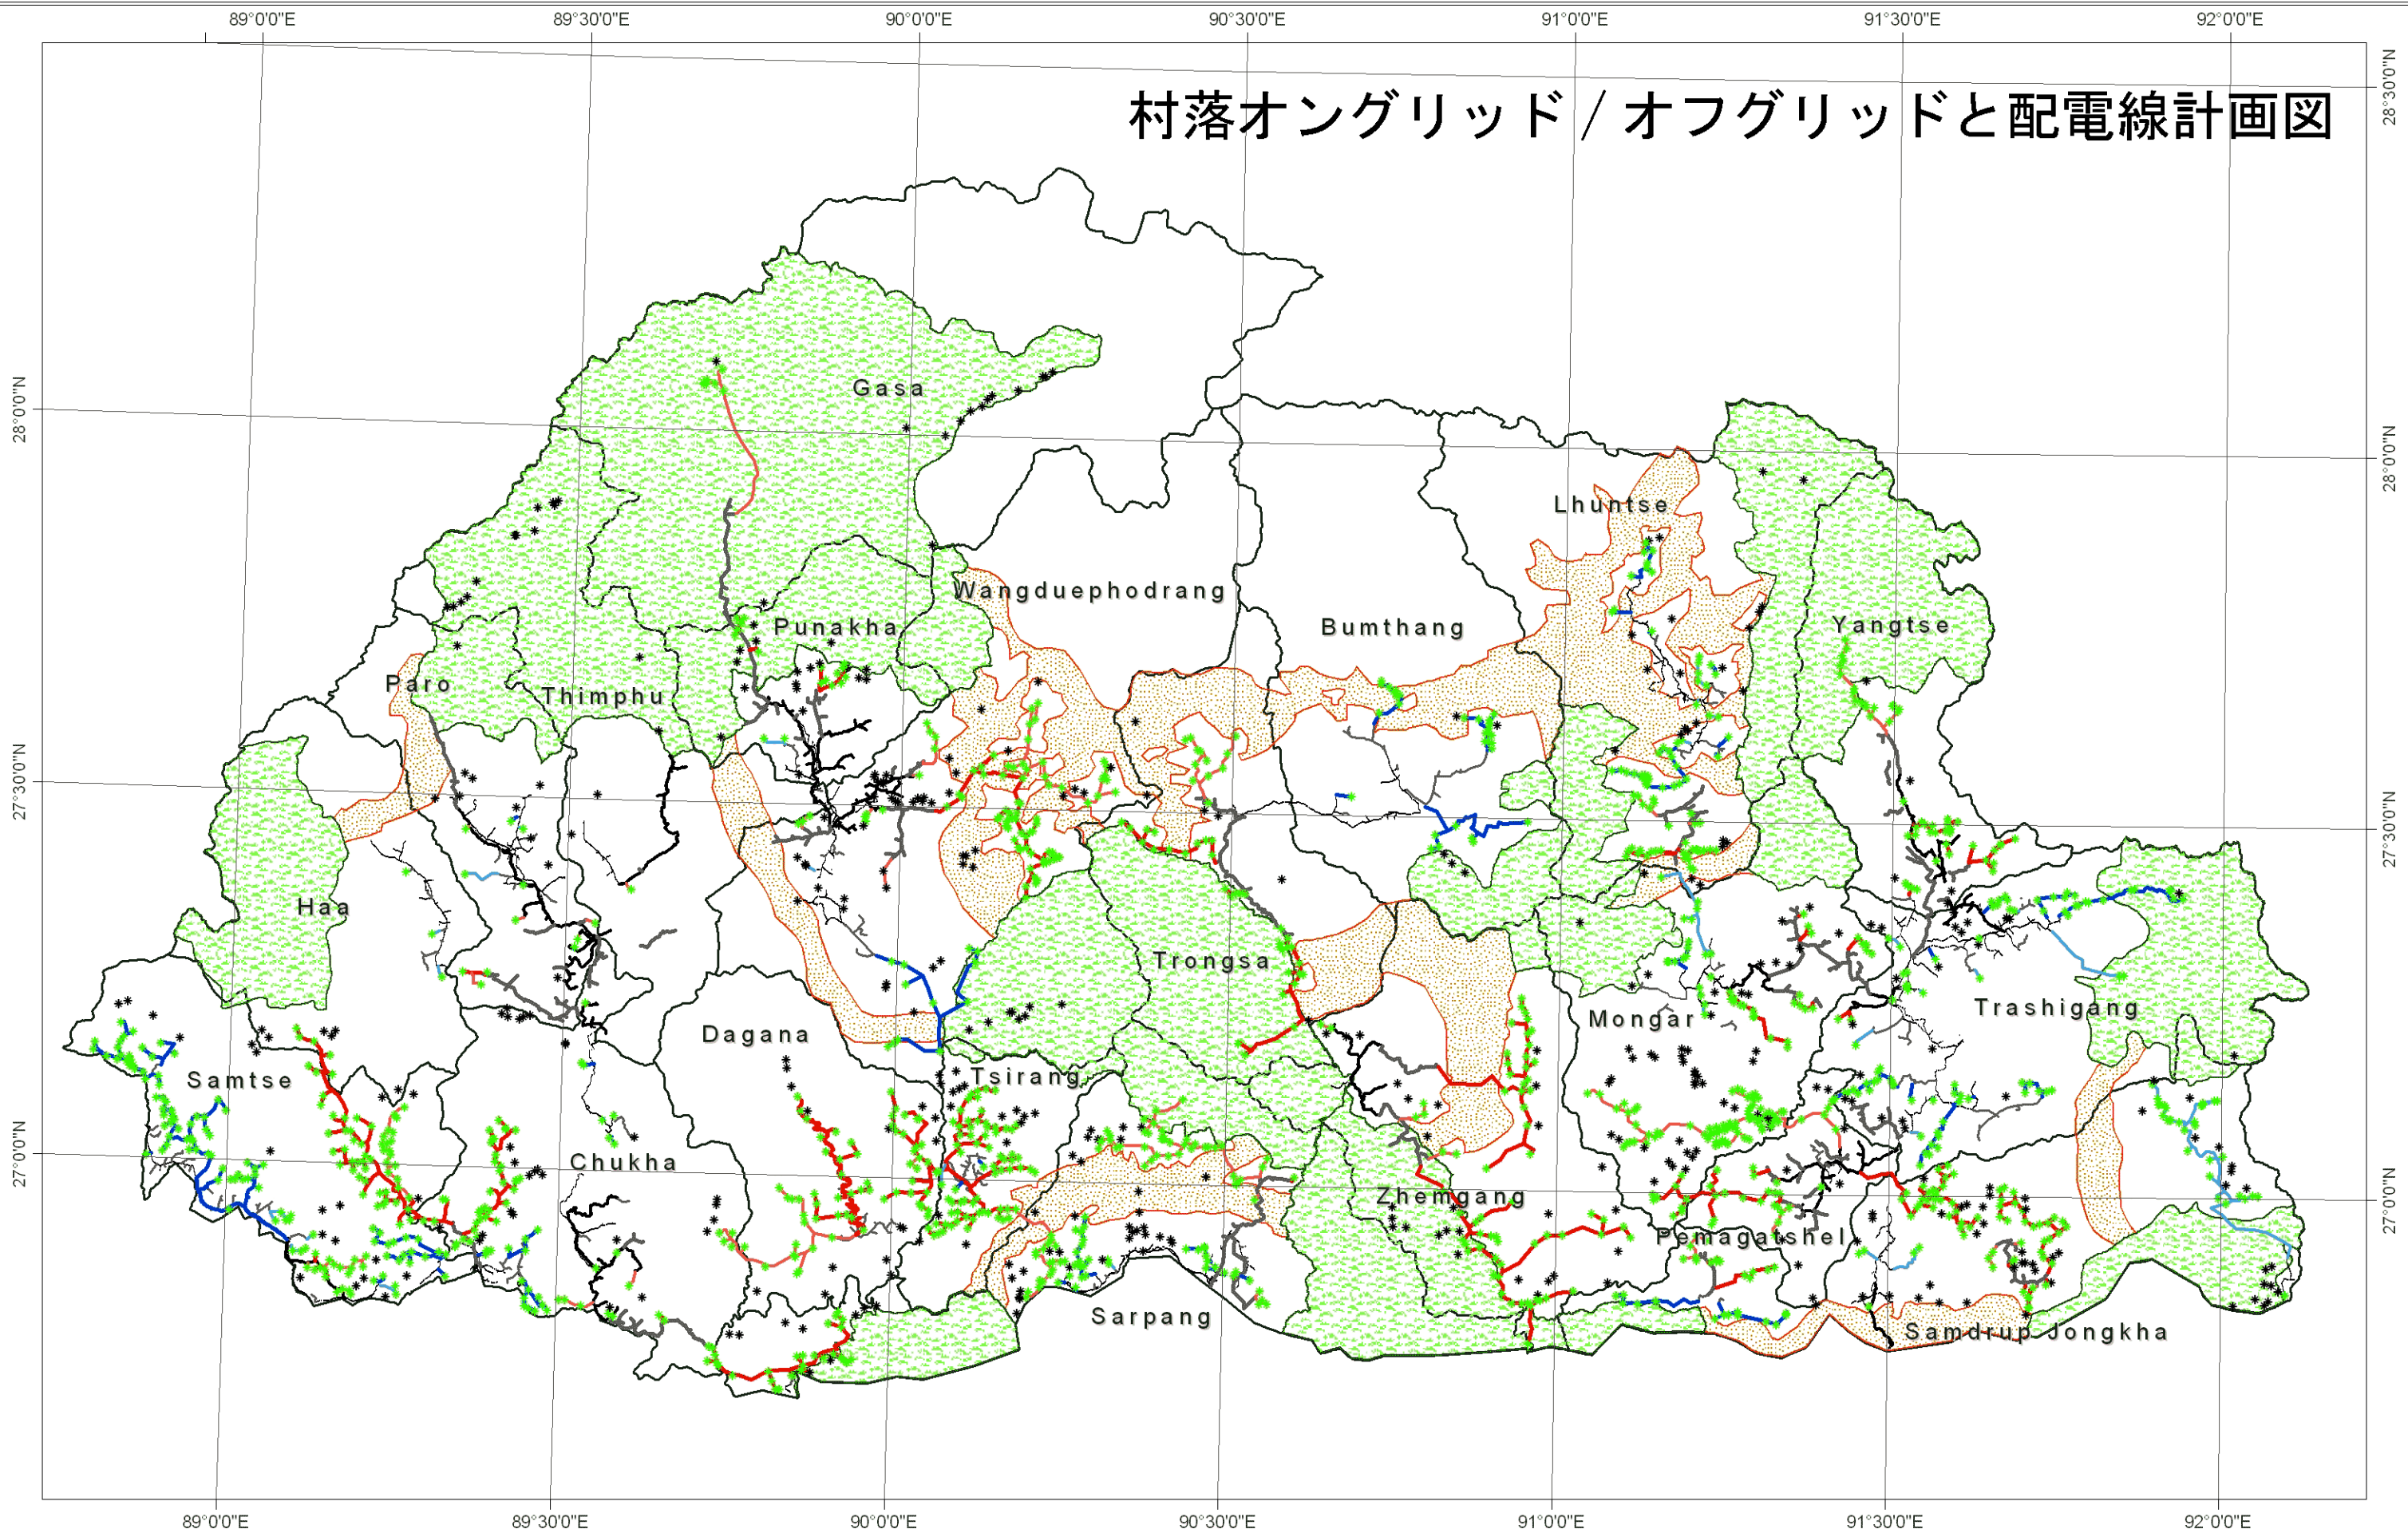 89°0'0"E 89°30'0"E 90°0'0"E 90°30'0"E 91°0'0"E 91°30'0"E 92°0'0"E
28°30'0"N
村落オングリッド / オフグリッドと配電線計画図
Gasa
28°0'0"N
28°0'0"N
Lhuntse
Wangduephodrang
Punakha
Bumthang
Yangtse
Paro
Thimphu
27°30'0"N
27°30'0"N
Haa
Trongsa
Trashigang
Mongar
Dagana
Tsirang
Samtse
Chukha
27°0'0"N
27°0'0"N
Zhemgang
Pemagatshel
Sarpang
Samdrup Jongkha
89°0'0"E 89°30'0"E 90°0'0"E 90°30'0"E 91°0'0"E 91°30'0"E 92°0'0"E